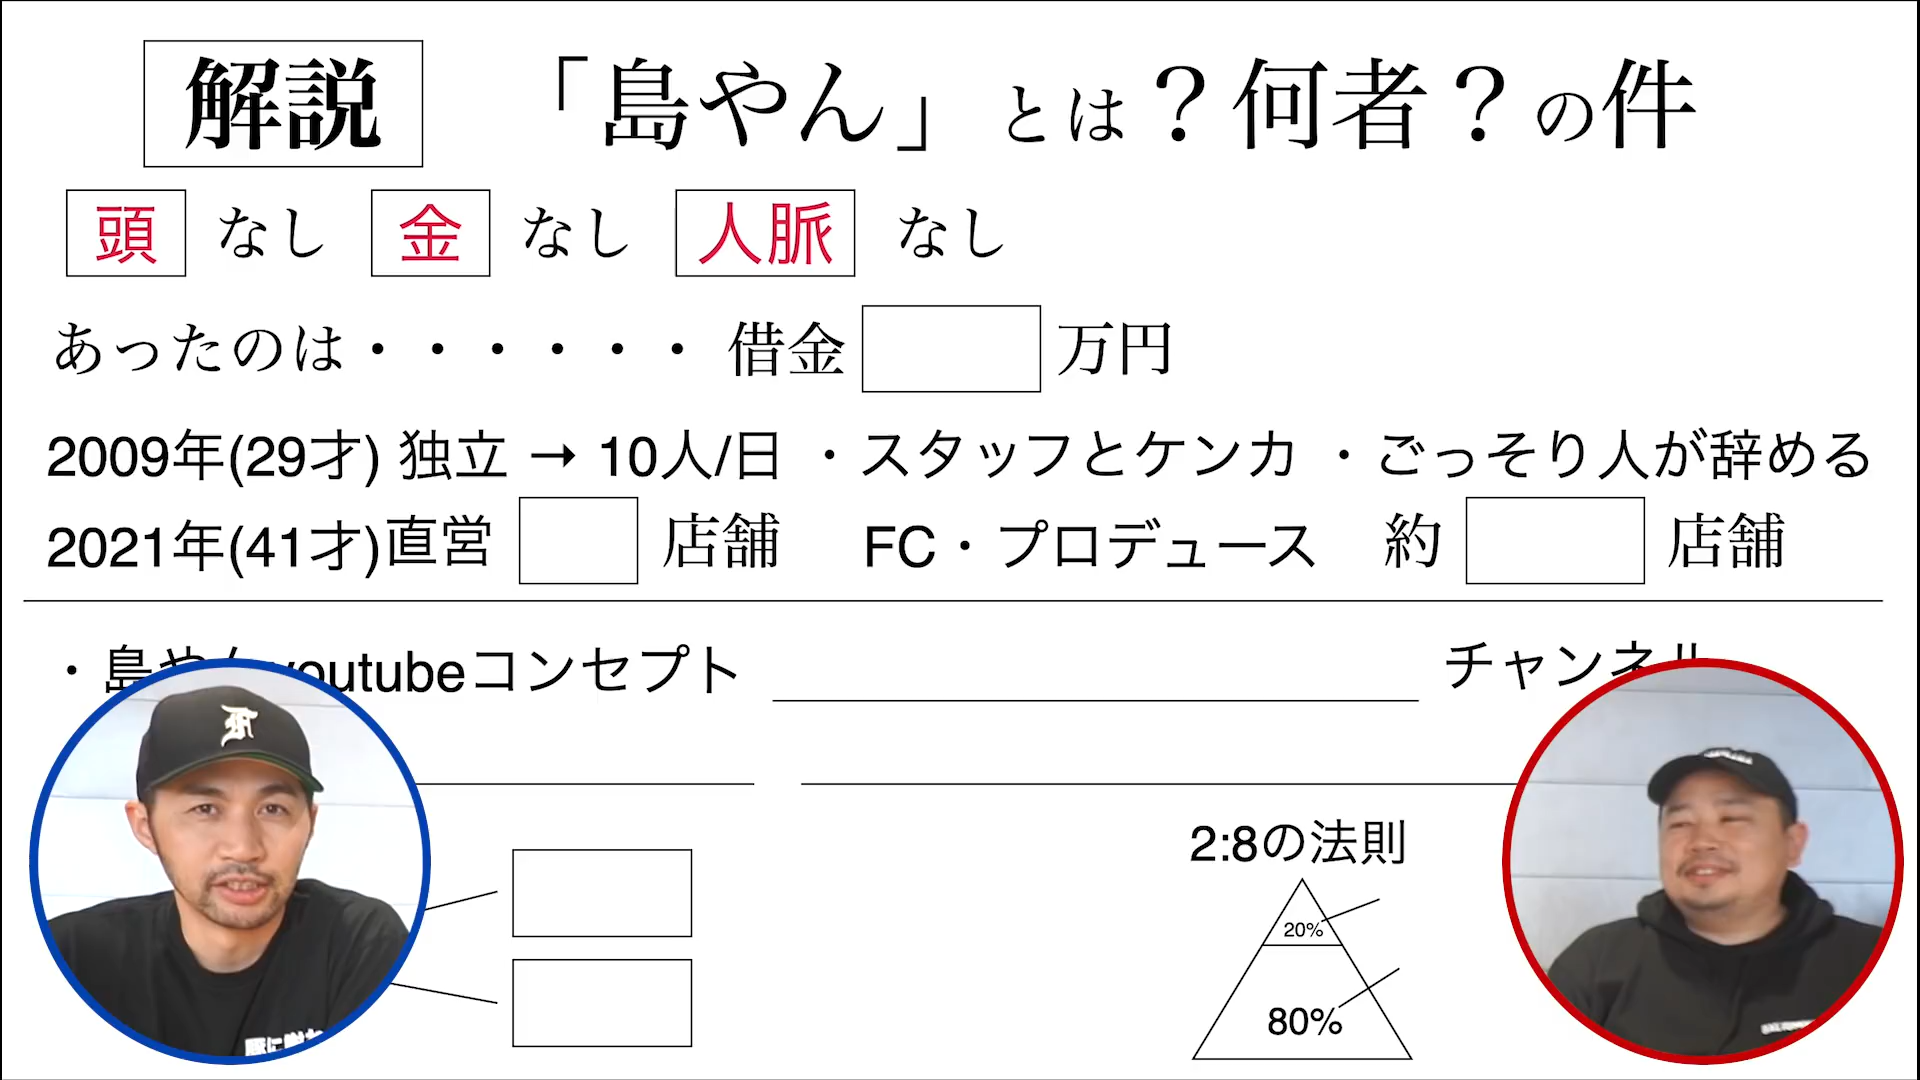 解説 「島やん」とは？何者？の件
頭 なし 金 なし 人脈 なし
あったのは・・・・・・ 借金 万円
2009年(29才) 独立 → 10人/日 ・スタッフとケンカ ・ごっそり人が辞める
2021年(41才)直営 店舗 FC・プロデュース 約 店舗
・島やんyoutubeコンセプト チャンネル
2:8の法則
20%
80%